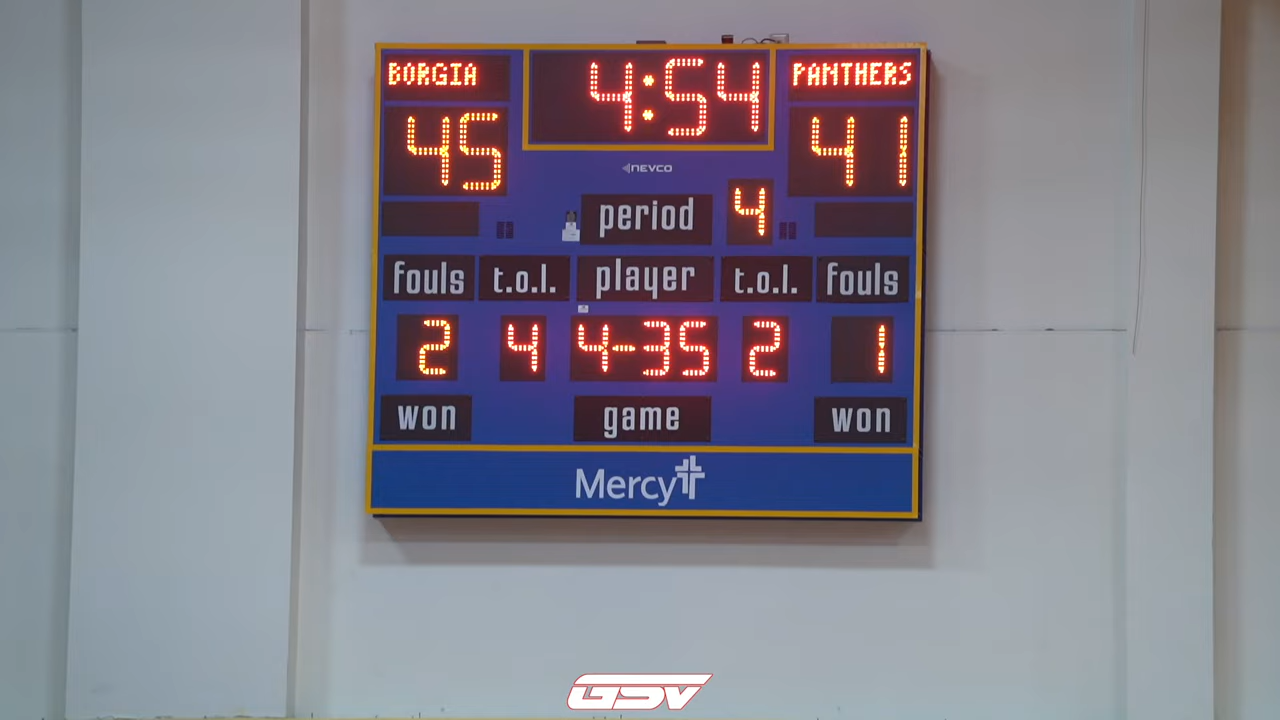 BORGIA 4:54 PANTHERS
45 41
NEVCO
period 4
fouls t.o.l. player t.o.l. fouls
2 4 4-35 2 1
won game won
Mercy
GSV